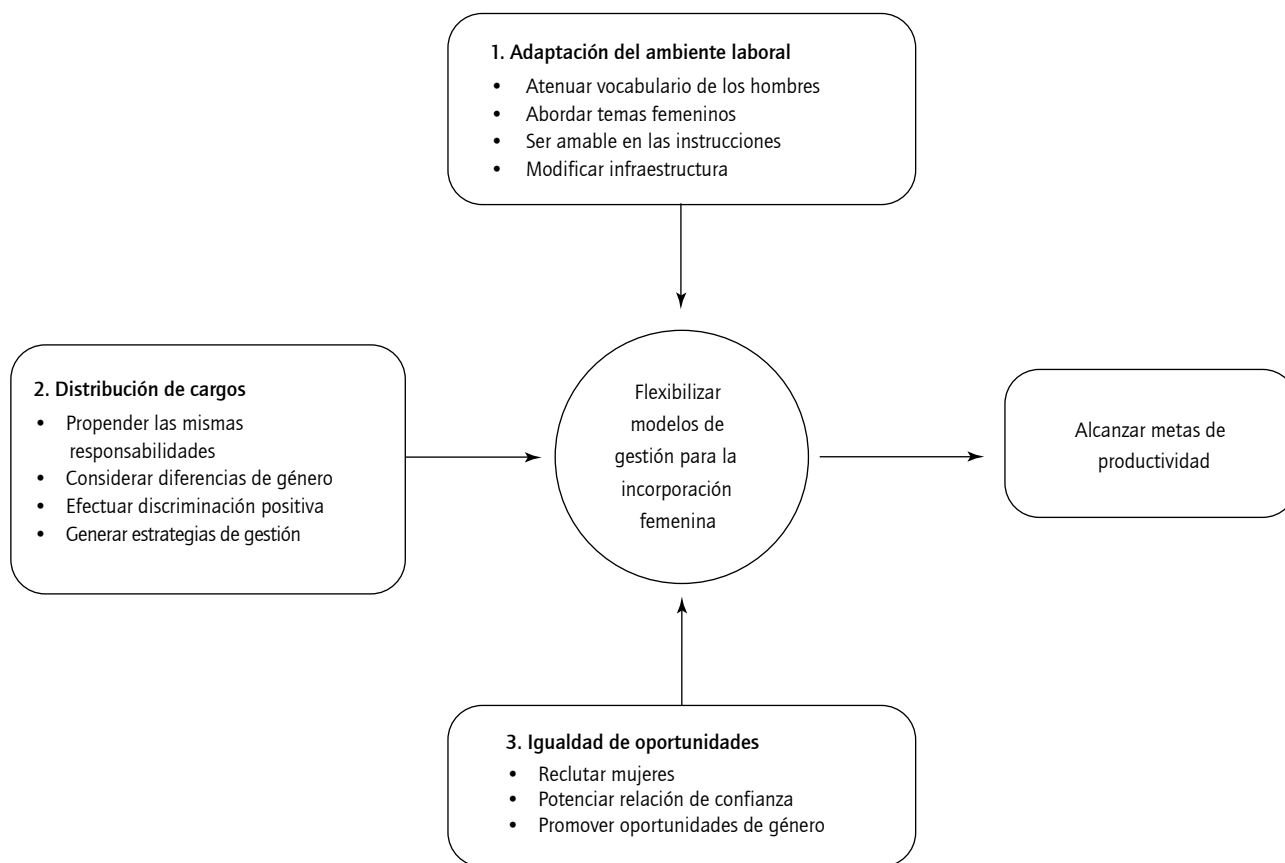 1. Adaptación del ambiente laboral
• Atenuar vocabulario de los hombres
• Abordar temas femeninos
• Ser amable en las instrucciones
• Modificar infraestructura
2. Distribución de cargos
• Propender las mismas
responsabilidades
• Considerar diferencias de género
• Efectuar discriminación positiva
• Generar estrategias de gestión
Flexibilizar
modelos de
gestión para la
incorporación
femenina
Alcanzar metas de
productividad
3. Igualdad de oportunidades
• Reclutar mujeres
• Potenciar relación de confianza
• Promover oportunidades de género